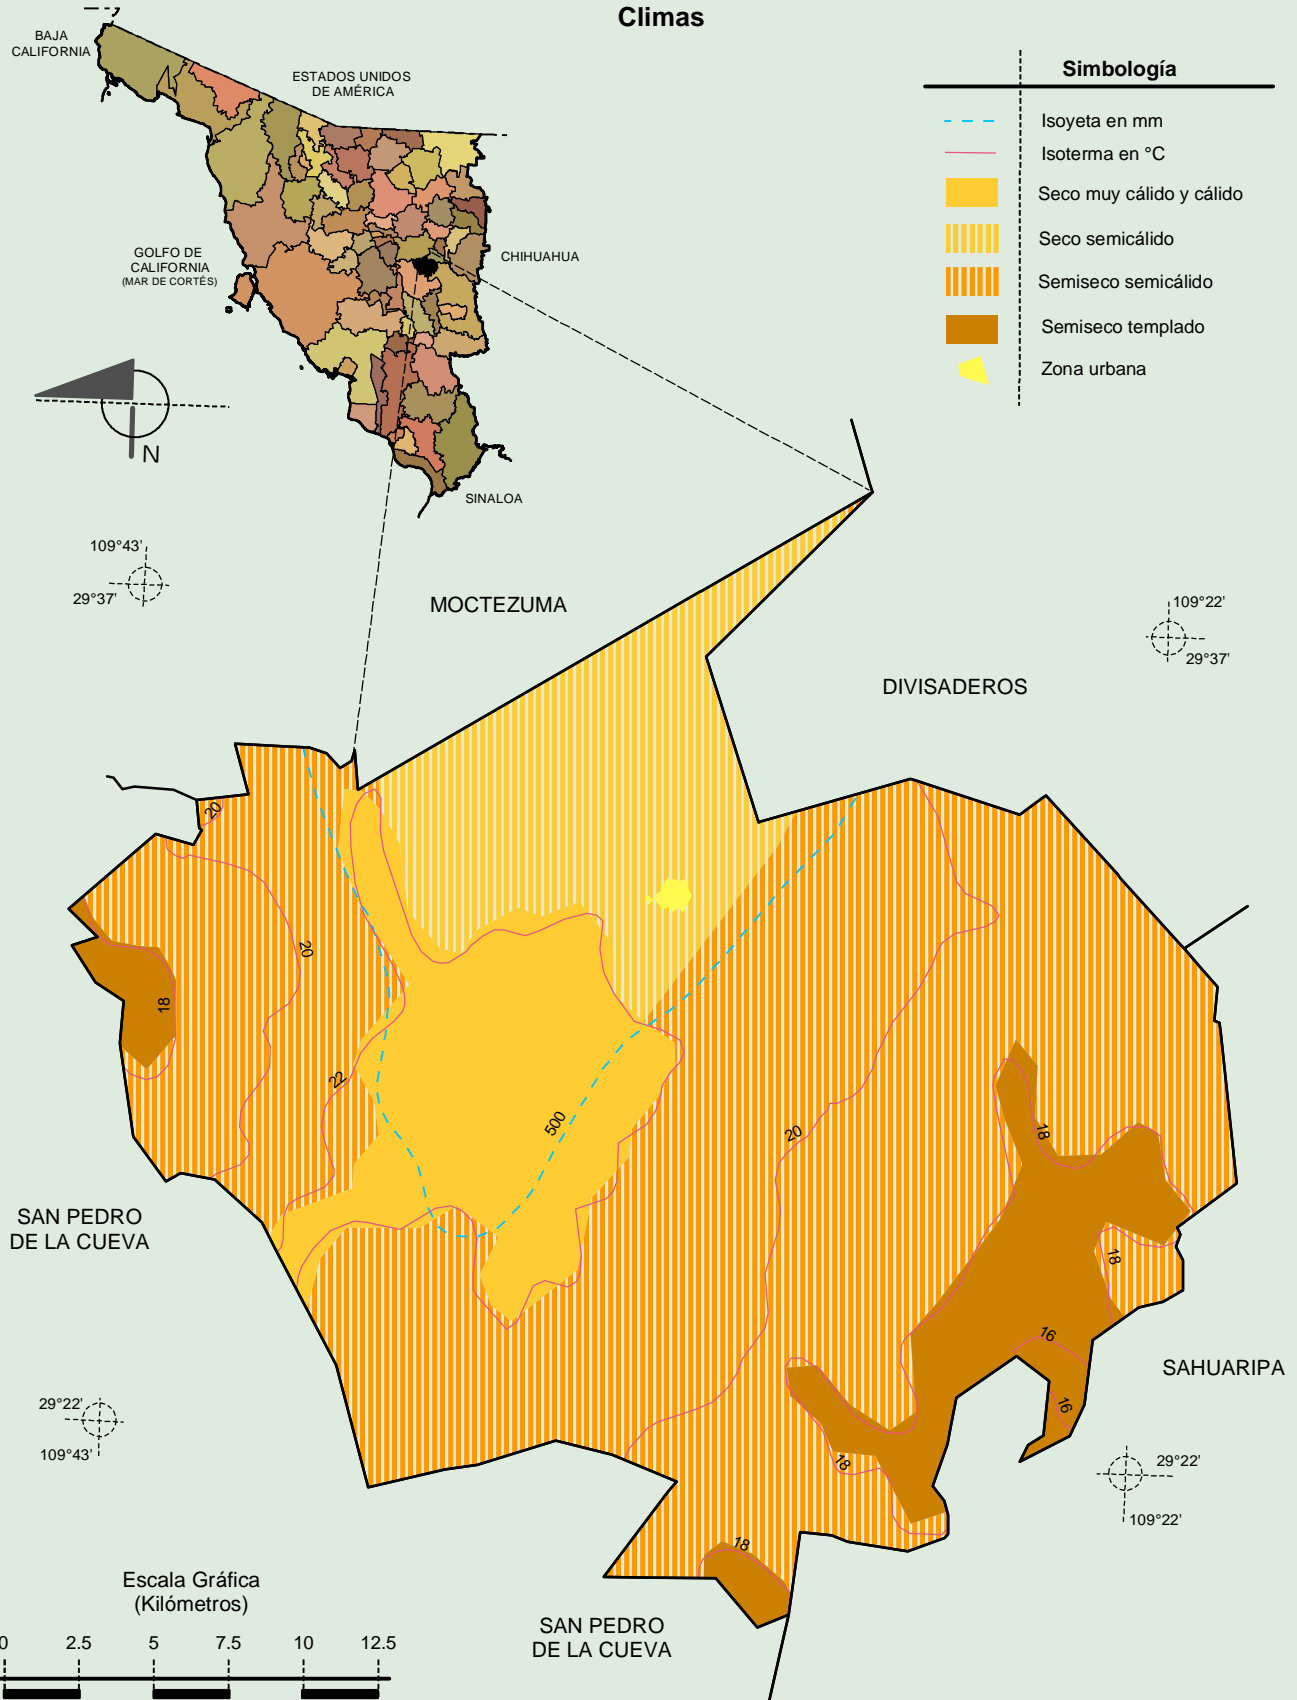 Climas
BAJA
CALIFORNIA
ESTADOS UNIDOS
DE AMÉRICA
GOLFO DE
CALIFORNIA
(MAR DE CORTÉS)
CHIHUAHUA
SINALOA
N
Simbología
Isoyeta en mm
Isoterma en °C
Seco muy cálido y cálido
Seco semicálido
Semiseco semicálido
Semiseco templado
Zona urbana
109°43'
29°37'
MOCTEZUMA
109°22'
29°37'
DIVISADEROS
20
20
18
22
500
20
18
18
16
16
18
18
SAN PEDRO
DE LA CUEVA
SAHUARIPA
29°22'
109°43'
29°22'
109°22'
SAN PEDRO
DE LA CUEVA
Escala Gráfica
(Kilómetros)
0 2.5 5 7.5 10 12.5